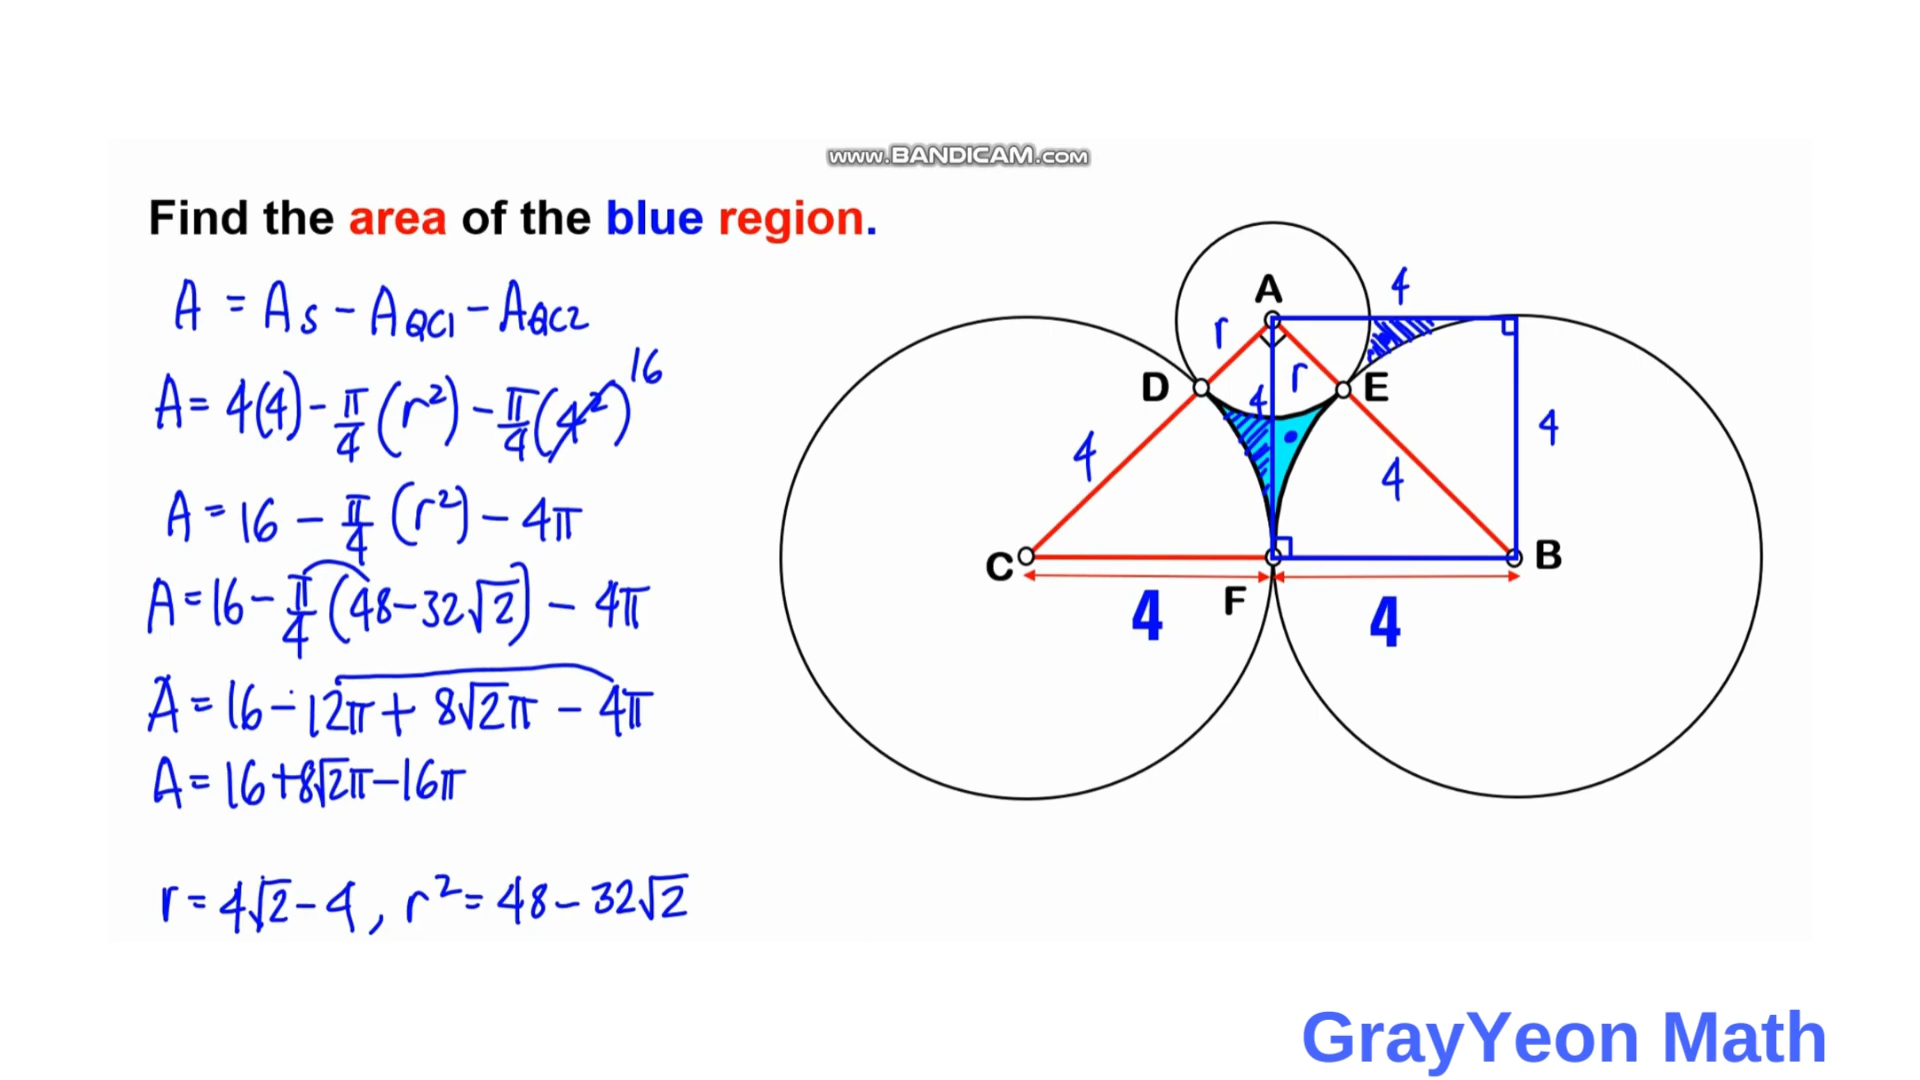 www.BANDICAM.com
Find the area of the blue region.
A = As - AQC1 - AQC2
A = 4(4) - π/4 (r²) - π/4 (4²) 16
A = 16 - π/4 (r²) - 4π
A = 16 - π/4 (48-32√2) - 4π
A = 16 - 12π + 8√2π - 4π
A = 16 + 8√2π - 16π
r = 4√2 - 4, r² = 48 - 32√2
A
4
r
r
D
E
4
4
4
4
C
B
F
4
4
GrayYeon Math